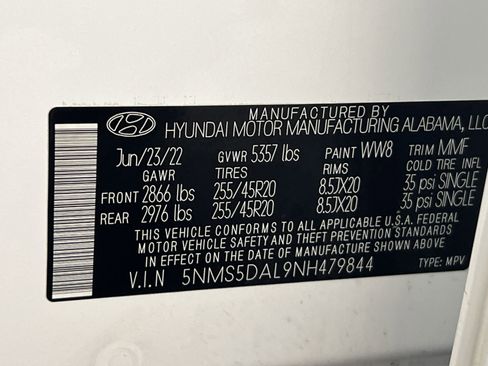 MANUFACTURED BY
HYUNDAI MOTOR MANUFACTURING ALABAMA, LLC
Jun/23/22 GVWR 5357 lbs PAINT WW8 TRIM MMF
GAWR TIRES RIMS COLD TIRE INFL
FRONT 2866 lbs 255/45R20 8.5JX20 35 psi SINGLE
REAR 2976 lbs 255/45R20 8.5JX20 35 psi SINGLE
THIS VEHICLE CONFORMS TO ALL APPLICABLE U.S.A. FEDERAL
MOTOR VEHICLE SAFETY AND THEFT PREVENTION STANDARDS
IN EFFECT ON THE DATE OF MANUFACTURE SHOWN ABOVE.
V.I.N 5NMS5DAL9NH479844 TYPE: MPV